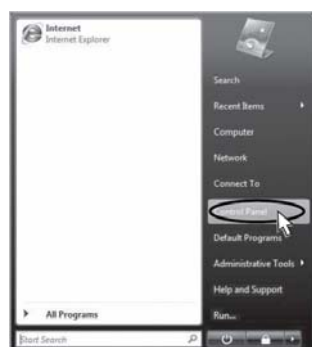 Internet
Internet Explorer
Search
Recent Items
Computer
Network
Connect To
Control Panel
Default Programs
Administrative Tools
Help and Support
Run...
All Programs
Start Search